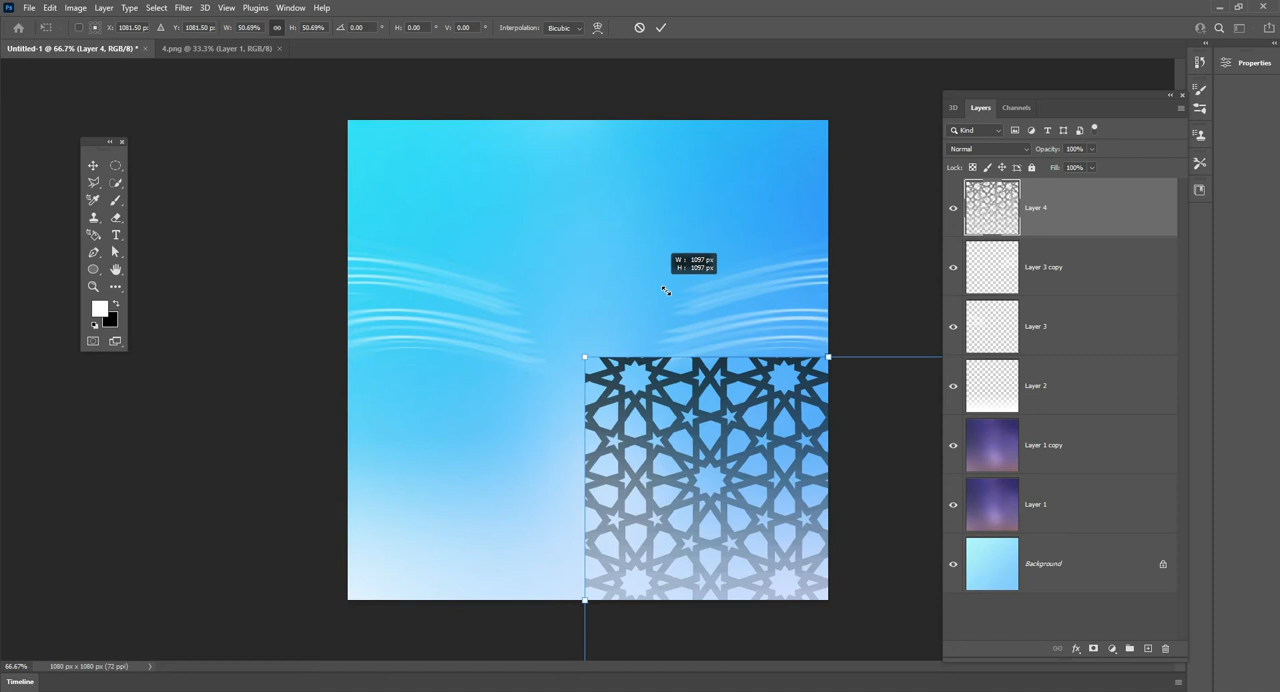 Ps File Edit Image Layer Type Select Filter 3D View Plugins Window Help
X: 1081.50 px Y: 1081.50 px W: 50.69% H: 50.69% 0.00 ° H: 0.00 ° V: 0.00 ° Interpolation: Bicubic
Untitled-1 @ 66.7% (Layer 4, RGB/8) * × 4.png @ 33.3% (Layer 1, RGB/8) ×
Properties
3D Layers Channels
Kind
Normal Opacity: 100%
Lock: Fill: 100%
Layer 4
Layer 3 copy
W : 1097 px
H : 1097 px
Layer 3
Layer 2
Layer 1 copy
Layer 1
Background
66.67% 1080 px x 1080 px (72 ppi)
Timeline